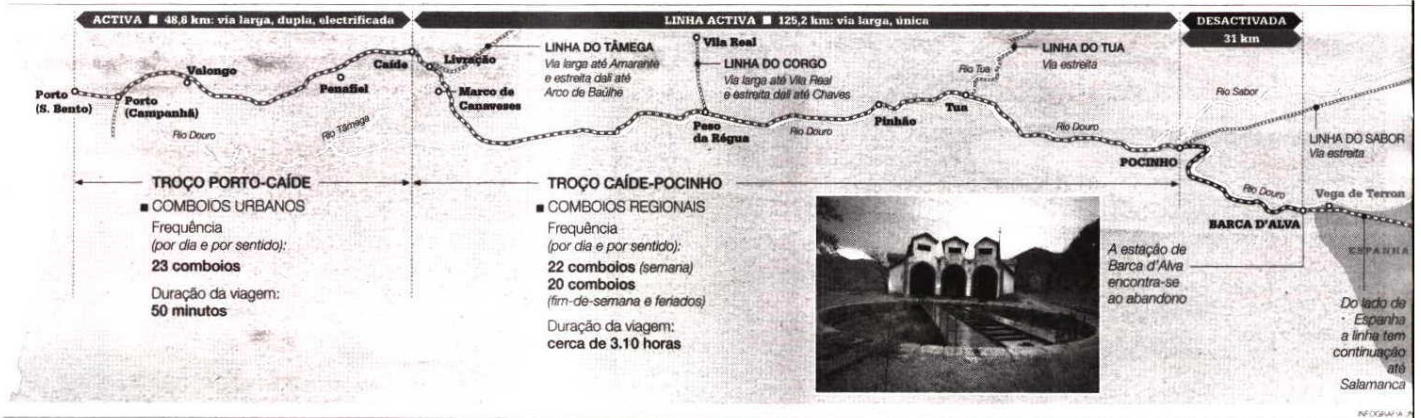 ACTIVA ■ 48,6 km: via larga, dupla, electrificada
LINHA ACTIVA ■ 125,2 km: via larga, única
DESACTIVADA
31 km
Porto
(S. Bento)
Porto
(Campanhã)
Valongo
Penafiel
Caíde
Livração
Marco de
Canaveses
Rio Douro
Rio Tâmega
LINHA DO TÂMEGA
Via larga até Amarante
e estreita dali até
Arco de Baúlhe
Vila Real
LINHA DO CORGO
Via larga até Vila Real
e estreita dali até Chaves
Peso
da Régua
Rio Douro
Pinhão
Tua
Rio Tua
LINHA DO TUA
Via estreita
Rio Douro
POCINHO
Rio Sabor
LINHA DO SABOR
Via estreita
Rio Douro
BARCA D'ALVA
Vega de Terron
ESPANHA
TROÇO PORTO-CAÍDE
■ COMBOIOS URBANOS
Frequência
(por dia e por sentido):
23 comboios
Duração da viagem:
50 minutos
TROÇO CAÍDE-POCINHO
■ COMBOIOS REGIONAIS
Frequência
(por dia e por sentido):
22 comboios (semana)
20 comboios
(fim-de-semana e feriados)
Duração da viagem:
cerca de 3.10 horas
A estação de
Barca d'Alva
encontra-se
ao abandono
Do lado de
Espanha
a linha tem
continuação
até
Salamanca
INFOGRAFIA